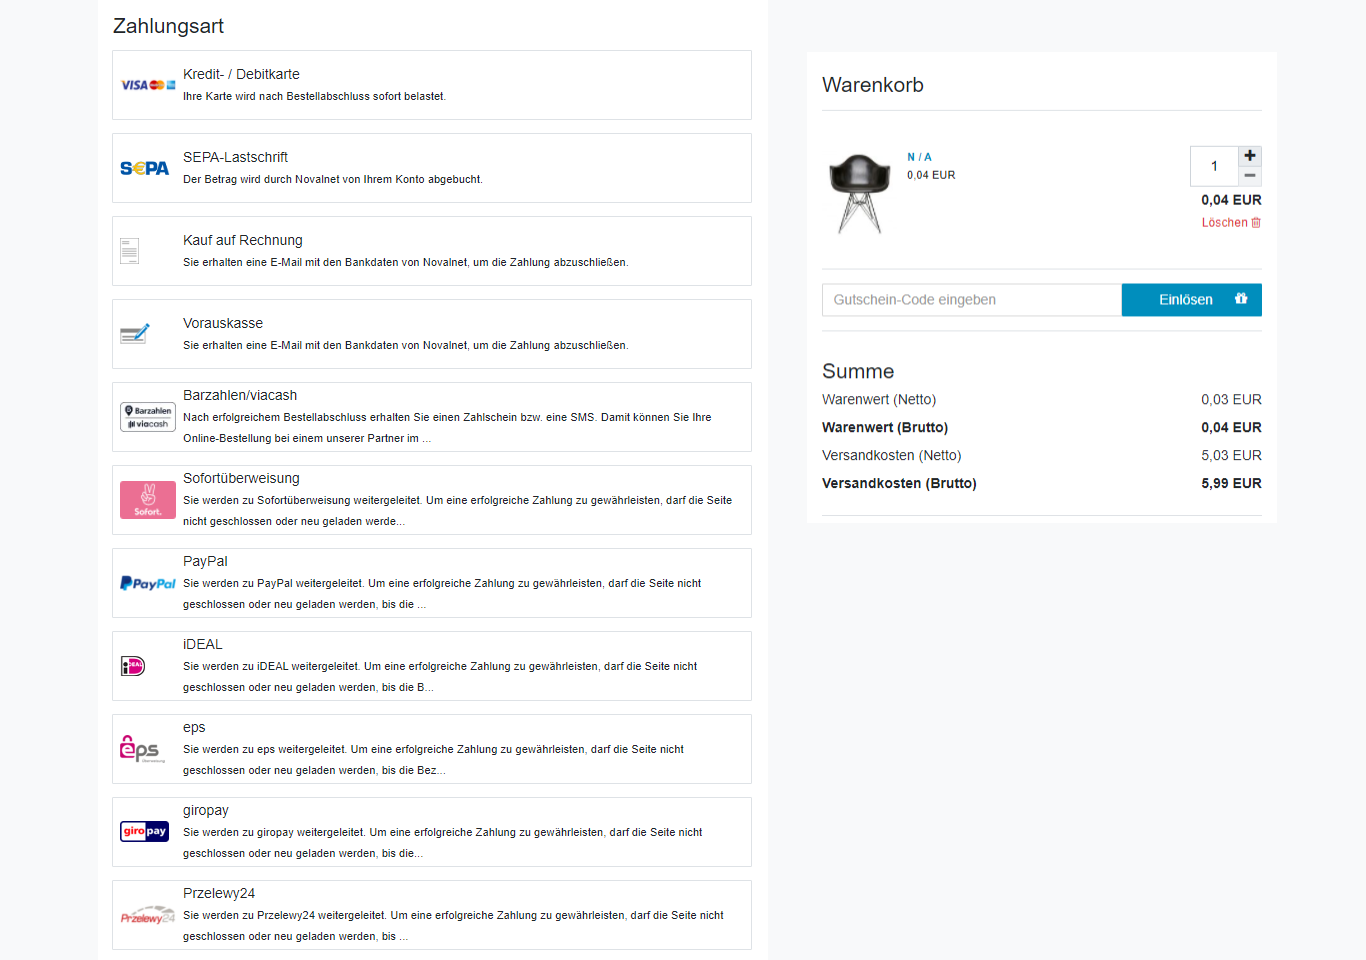 Zahlungsart
VISA
Kredit- / Debitkarte
Ihre Karte wird nach Bestellabschluss sofort belastet.
S€PA
SEPA-Lastschrift
Der Betrag wird durch Novalnet von Ihrem Konto abgebucht.
Kauf auf Rechnung
Sie erhalten eine E-Mail mit den Bankdaten von Novalnet, um die Zahlung abzuschließen.
Vorauskasse
Sie erhalten eine E-Mail mit den Bankdaten von Novalnet, um die Zahlung abzuschließen.
Barzahlen
viacash
Barzahlen/viacash
Nach erfolgreichem Bestellabschluss erhalten Sie einen Zahlschein bzw. eine SMS. Damit können Sie Ihre
Online-Bestellung bei einem unserer Partner im ...
Sofort.
Sofortüberweisung
Sie werden zu Sofortüberweisung weitergeleitet. Um eine erfolgreiche Zahlung zu gewährleisten, darf die Seite
nicht geschlossen oder neu geladen werde...
PayPal
PayPal
Sie werden zu PayPal weitergeleitet. Um eine erfolgreiche Zahlung zu gewährleisten, darf die Seite nicht
geschlossen oder neu geladen werden, bis die ...
iDEAL
iDEAL
Sie werden zu iDEAL weitergeleitet. Um eine erfolgreiche Zahlung zu gewährleisten, darf die Seite nicht
geschlossen oder neu geladen werden, bis die B...
eps
eps
Sie werden zu eps weitergeleitet. Um eine erfolgreiche Zahlung zu gewährleisten, darf die Seite nicht
geschlossen oder neu geladen werden, bis die Bez...
giropay
giropay
Sie werden zu giropay weitergeleitet. Um eine erfolgreiche Zahlung zu gewährleisten, darf die Seite nicht
geschlossen oder neu geladen werden, bis die...
Przelewy24
Przelewy24
Sie werden zu Przelewy24 weitergeleitet. Um eine erfolgreiche Zahlung zu gewährleisten, darf die Seite nicht
geschlossen oder neu geladen werden, bis ...
Warenkorb
N / A
0,04 EUR
1
+
−
0,04 EUR
Löschen
Gutschein-Code eingeben
Einlösen
Summe
Warenwert (Netto) 0,03 EUR
Warenwert (Brutto) 0,04 EUR
Versandkosten (Netto) 5,03 EUR
Versandkosten (Brutto) 5,99 EUR